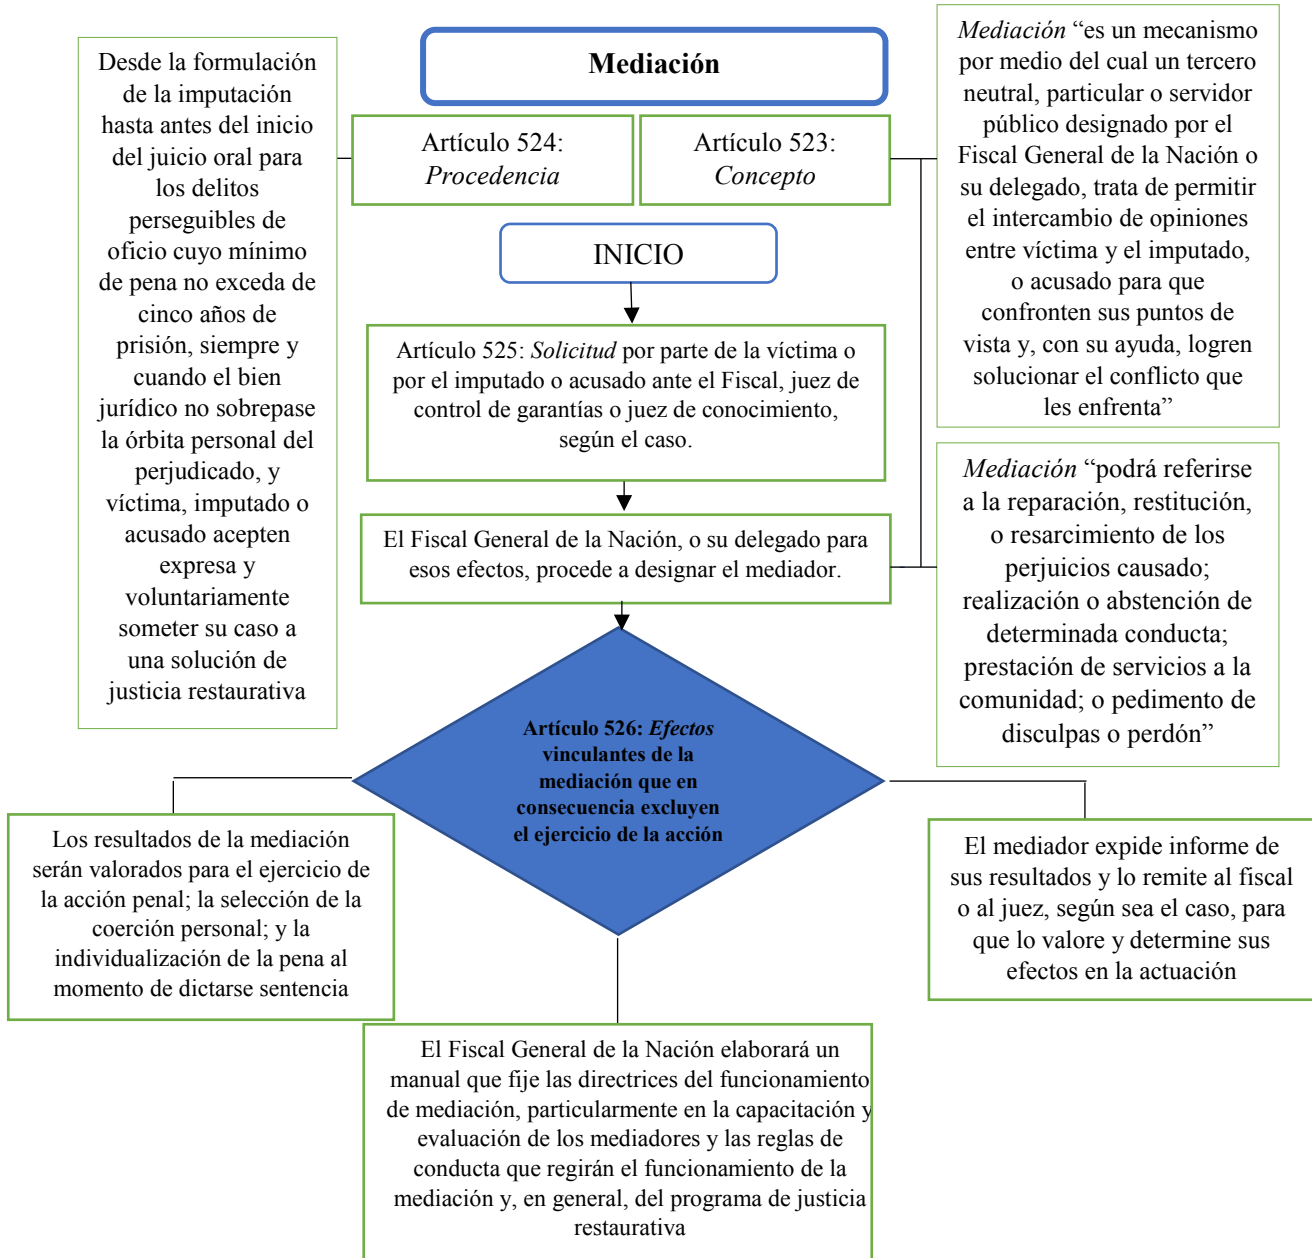 Mediación
Desde la formulación
de la imputación
hasta antes del inicio
del juicio oral para
los delitos
perseguibles de
oficio cuyo mínimo
de pena no exceda de
cinco años de
prisión, siempre y
cuando el bien
jurídico no sobrepase
la órbita personal del
perjudicado, y
víctima, imputado o
acusado acepten
expresa y
voluntariamente
someter su caso a
una solución de
justicia restaurativa
Artículo 524:
Procedencia
Artículo 523:
Concepto
Mediación “es un mecanismo
por medio del cual un tercero
neutral, particular o servidor
público designado por el
Fiscal General de la Nación o
su delegado, trata de permitir
el intercambio de opiniones
entre víctima y el imputado,
o acusado para que
confronten sus puntos de
vista y, con su ayuda, logren
solucionar el conflicto que
les enfrenta”
Mediación “podrá referirse
a la reparación, restitución,
o resarcimiento de los
perjuicios causado;
realización o abstención de
determinada conducta;
prestación de servicios a la
comunidad; o pedimento de
disculpas o perdón”
INICIO
Artículo 525: Solicitud por parte de la víctima o
por el imputado o acusado ante el Fiscal, juez de
control de garantías o juez de conocimiento,
según el caso.
El Fiscal General de la Nación, o su delegado para
esos efectos, procede a designar el mediador.
Artículo 526: Efectos
vinculantes de la
mediación que en
consecuencia excluyen
el ejercicio de la acción
Los resultados de la mediación
serán valorados para el ejercicio de
la acción penal; la selección de la
coerción personal; y la
individualización de la pena al
momento de dictarse sentencia
El mediador expide informe de
sus resultados y lo remite al fiscal
o al juez, según sea el caso, para
que lo valore y determine sus
efectos en la actuación
El Fiscal General de la Nación elaborará un
manual que fije las directrices del funcionamiento
de mediación, particularmente en la capacitación y
evaluación de los mediadores y las reglas de
conducta que regirán el funcionamiento de la
mediación y, en general, del programa de justicia
restaurativa